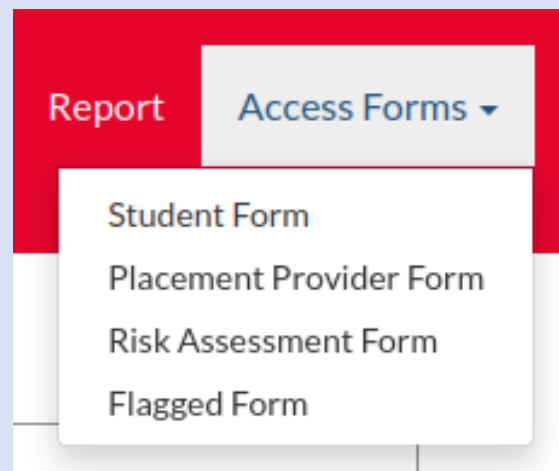 Report Access Forms
Student Form
Placement Provider Form
Risk Assessment Form
Flagged Form